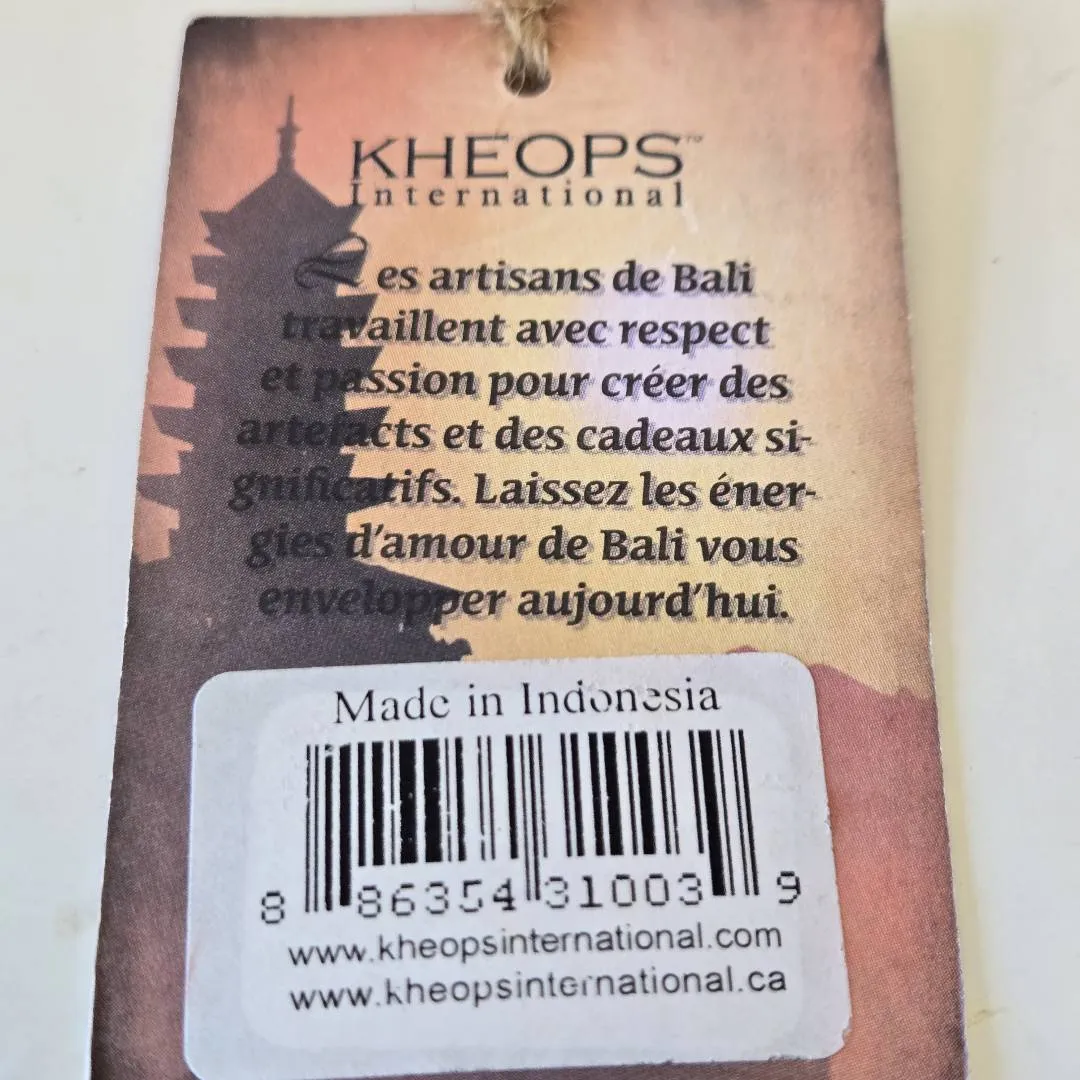 KHEOPS™
International
Les artisans de Bali
travaillent avec respect
et passion pour créer des
artefacts et des cadeaux si-
gnificatifs. Laissez les éner-
gies d'amour de Bali vous
envelopper aujourd'hui.
Made in Indonesia
8 86354 31003 9
www.kheopsinternational.com
www.kheopsinternational.ca